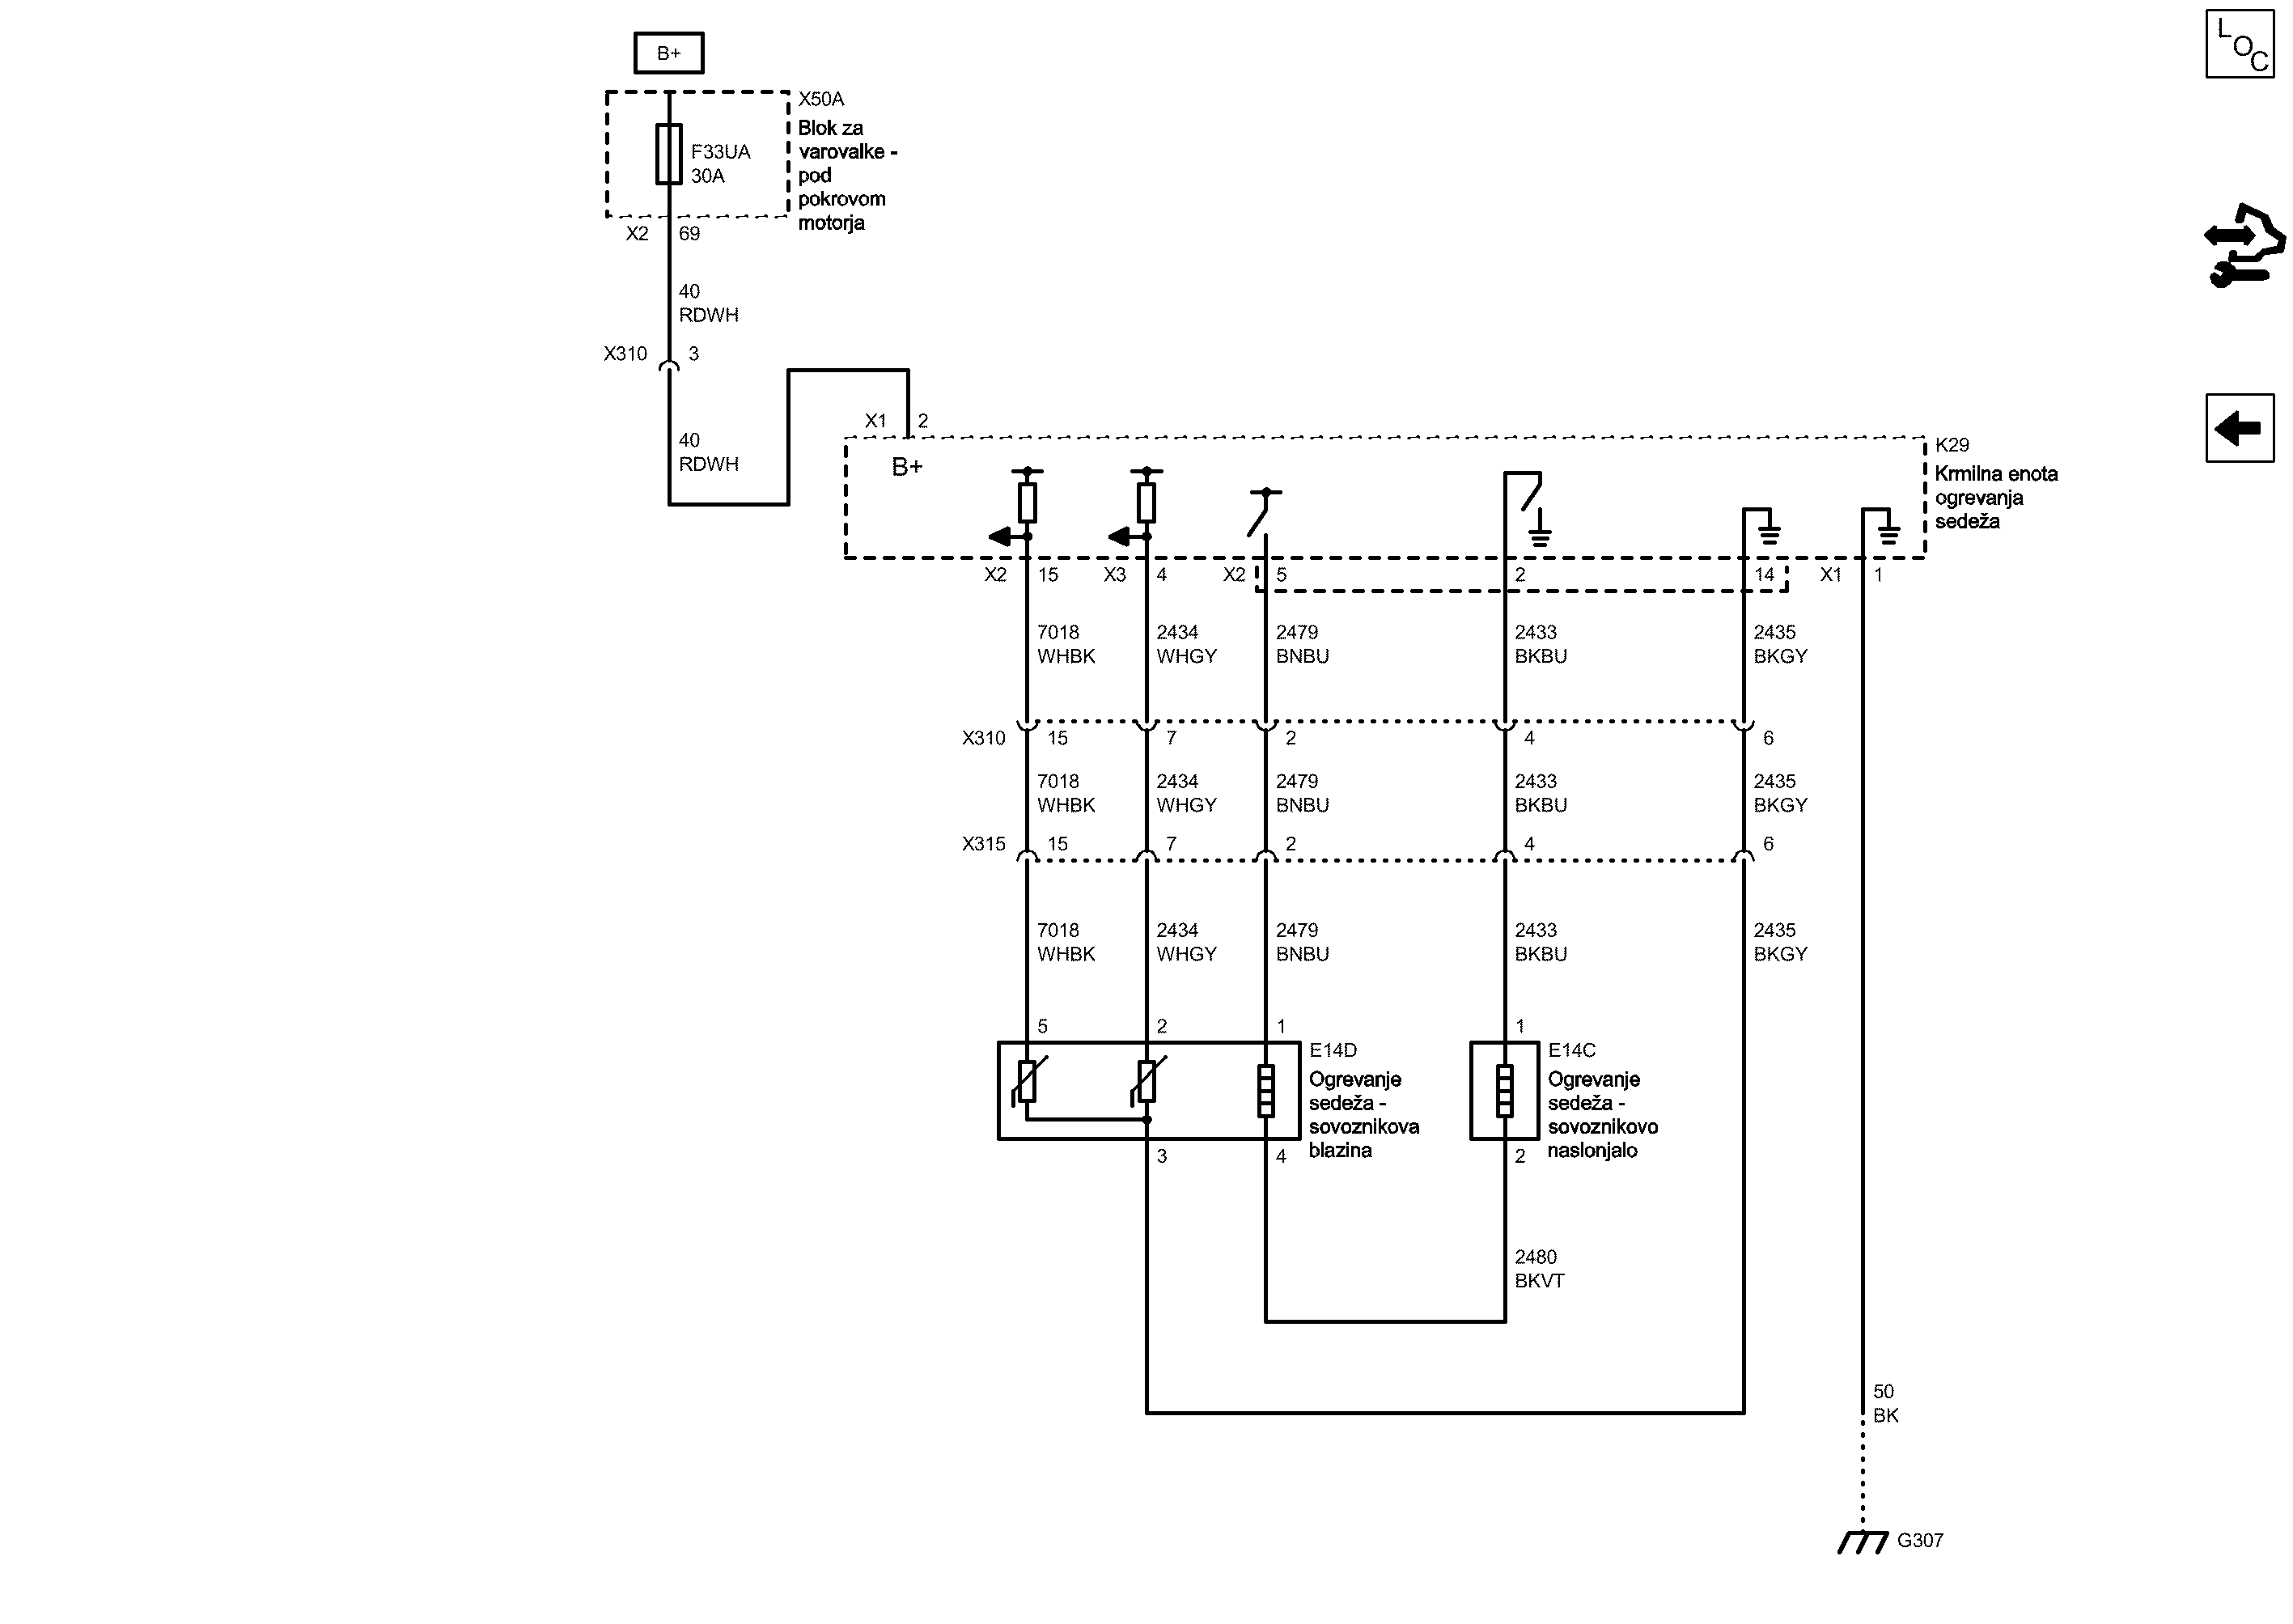 B+
LOC
X50A
Blok za
varovalke -
pod
pokrovom
motorja
F33UA
30A
X2 69
40
RDWH
X310 3
40
RDWH
X1 2
B+
K29
Krmilna enota
ogrevanja
sedeža
X2 15 X3 4 X2 5 2 14 X1 1
7018 2434 2479 2433 2435
WHBK WHGY BNBU BKBU BKGY
X310 15 7 2 4 6
7018 2434 2479 2433 2435
WHBK WHGY BNBU BKBU BKGY
X315 15 7 2 4 6
7018 2434 2479 2433 2435
WHBK WHGY BNBU BKBU BKGY
5 2 1 1
E14D
Ogrevanje
sedeža -
sovoznikova
blazina
E14C
Ogrevanje
sedeža -
sovoznikovo
naslonjalo
3 4 2
2480
BKVT
50
BK
G307